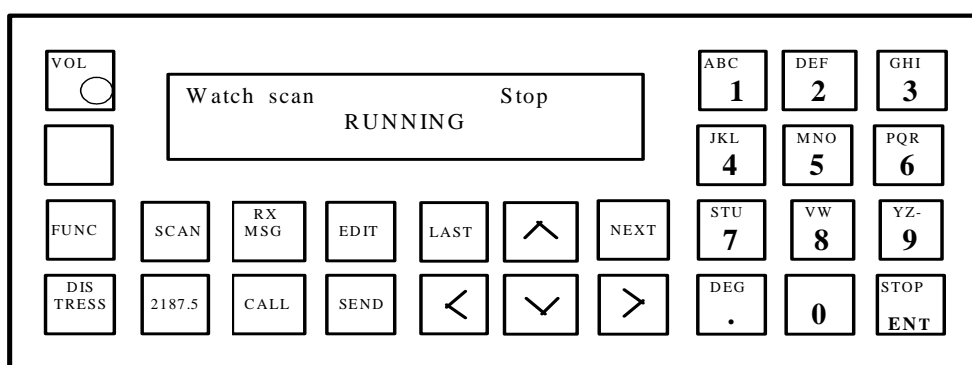 VOL
Watch scan Stop
RUNNING
ABC
1
DEF
2
GHI
3
JKL
4
MNO
5
PQR
6
FUNC
SCAN
RX
MSG
EDIT
LAST
NEXT
STU
7
VW
8
YZ-
9
DIS
TRESS
2187.5
CALL
SEND
DEG
.
0
STOP
ENT